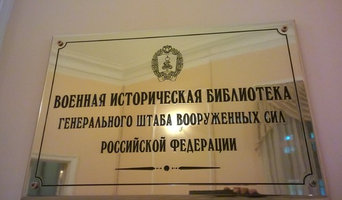 ВОЕННАЯ ИСТОРИЧЕСКАЯ БИБЛИОТЕКА
ГЕНЕРАЛЬНОГО ШТАБА ВООРУЖЕННЫХ СИЛ
РОССИЙСКОЙ ФЕДЕРАЦИИ